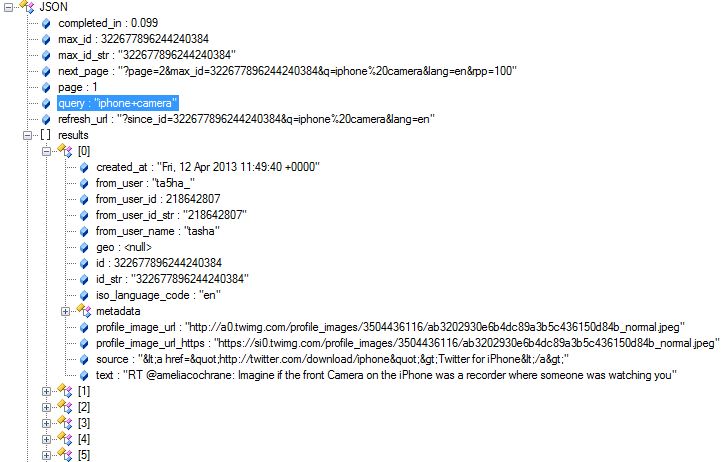 JSON
completed_in : 0.099
max_id : 322677896244240384
max_id_str : "322677896244240384"
next_page : "?page=2&max_id=322677896244240384&q=iphone%20camera&lang=en&rpp=100"
page : 1
query : "iphone+camera"
refresh_url : "?since_id=322677896244240384&q=iphone%20camera&lang=en"
[ ] results
[0]
created_at : "Fri, 12 Apr 2013 11:49:40 +0000"
from_user : "ta5ha_"
from_user_id : 218642807
from_user_id_str : "218642807"
from_user_name : "tasha"
geo : <null>
id : 322677896244240384
id_str : "322677896244240384"
iso_language_code : "en"
metadata
profile_image_url : "http://a0.twimg.com/profile_images/3504436116/ab3202930e6b4dc89a3b5c436150d84b_normal.jpeg"
profile_image_url_https : "https://si0.twimg.com/profile_images/3504436116/ab3202930e6b4dc89a3b5c436150d84b_normal.jpeg"
source : "&lt;a href=&quot;http://twitter.com/download/iphone&quot;&gt;Twitter for iPhone&lt;/a&gt;"
text : "RT @ameliacochrane: Imagine if the front Camera on the iPhone was a recorder where someone was watching you"
[1]
[2]
[3]
[4]
[5]